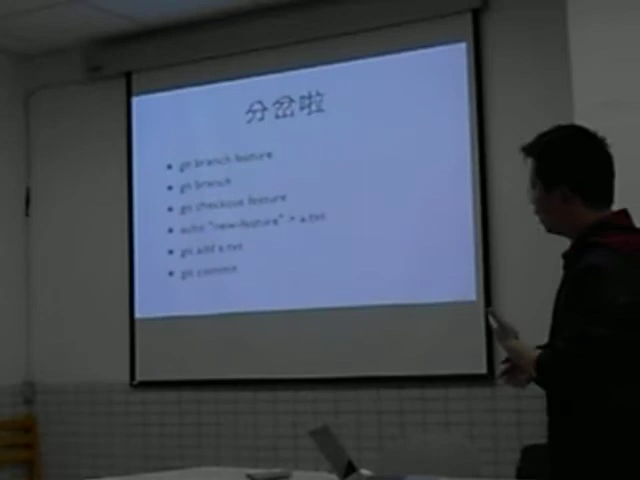 分岔啦
• git branch feature
• git branch
• git checkout feature
• echo "new-feature" > a.txt
• git add a.txt
• git commit